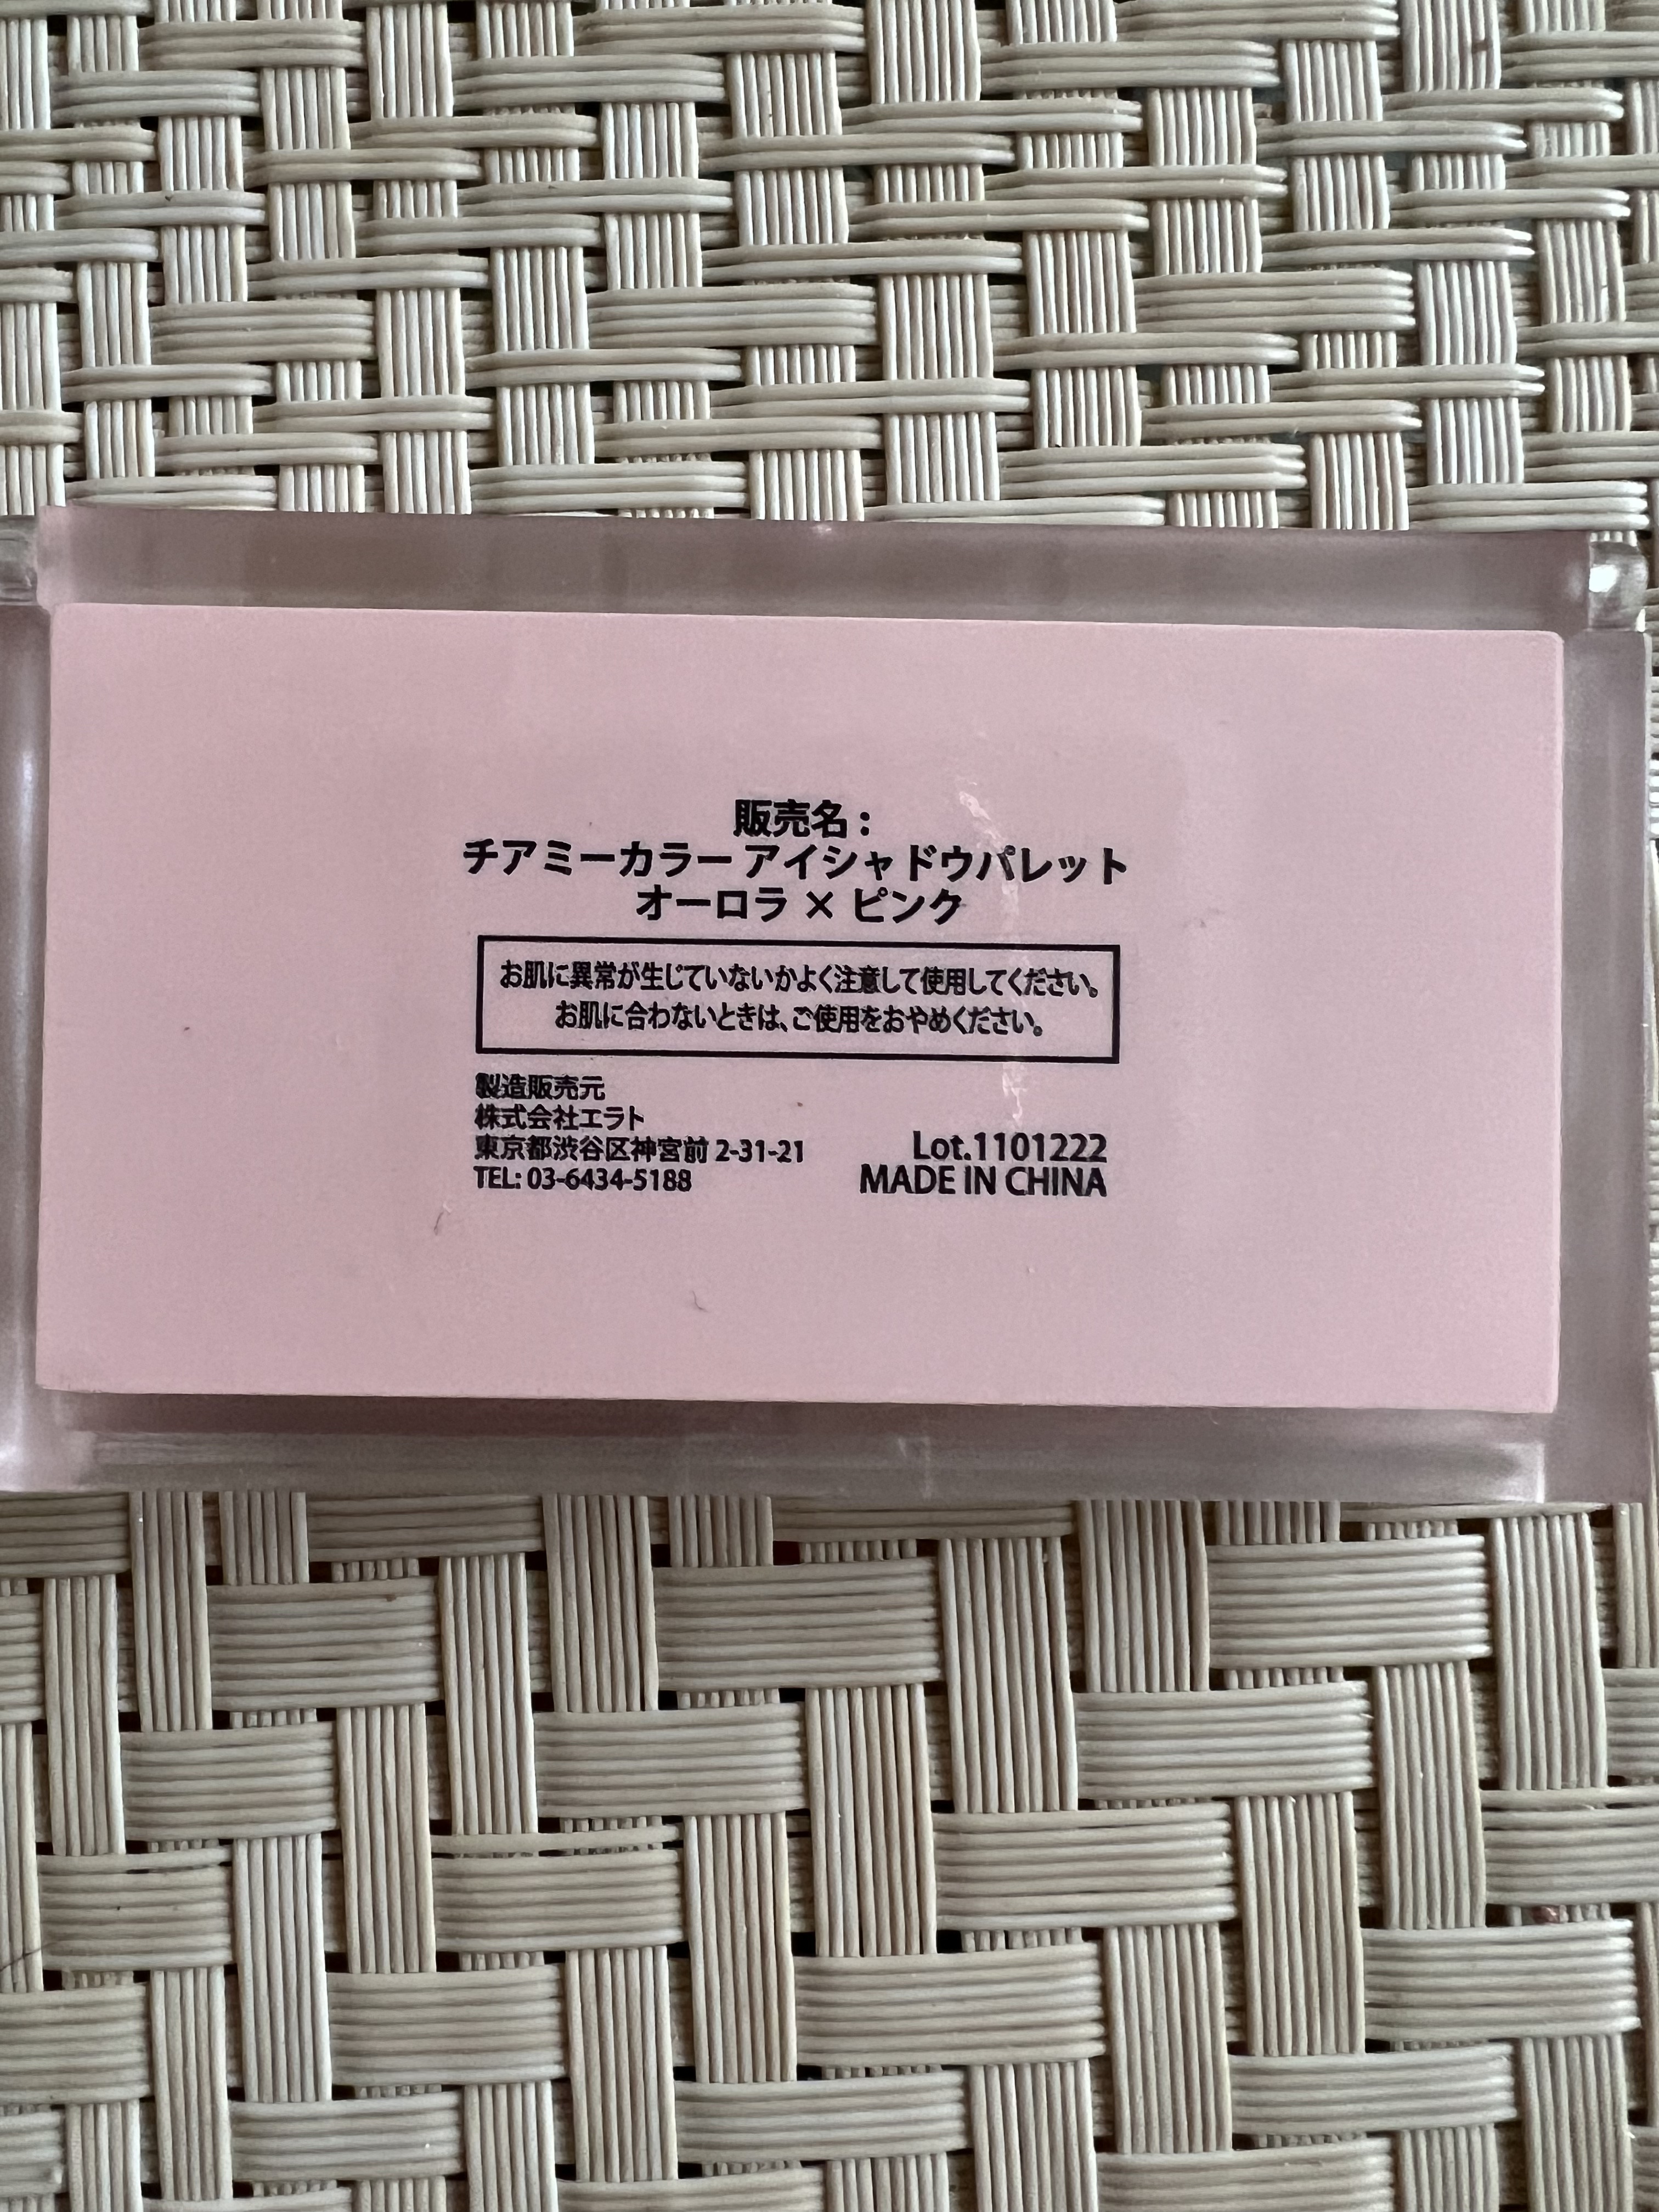 販売名：
チアミーカラー アイシャドウパレット
オーロラ × ピンク
お肌に異常が生じていないかよく注意して使用してください。
お肌に合わないときは、ご使用をおやめください。
製造販売元
株式会社エラト
東京都渋谷区神宮前 2-31-21
TEL: 03-6434-5188
Lot.1101222
MADE IN CHINA